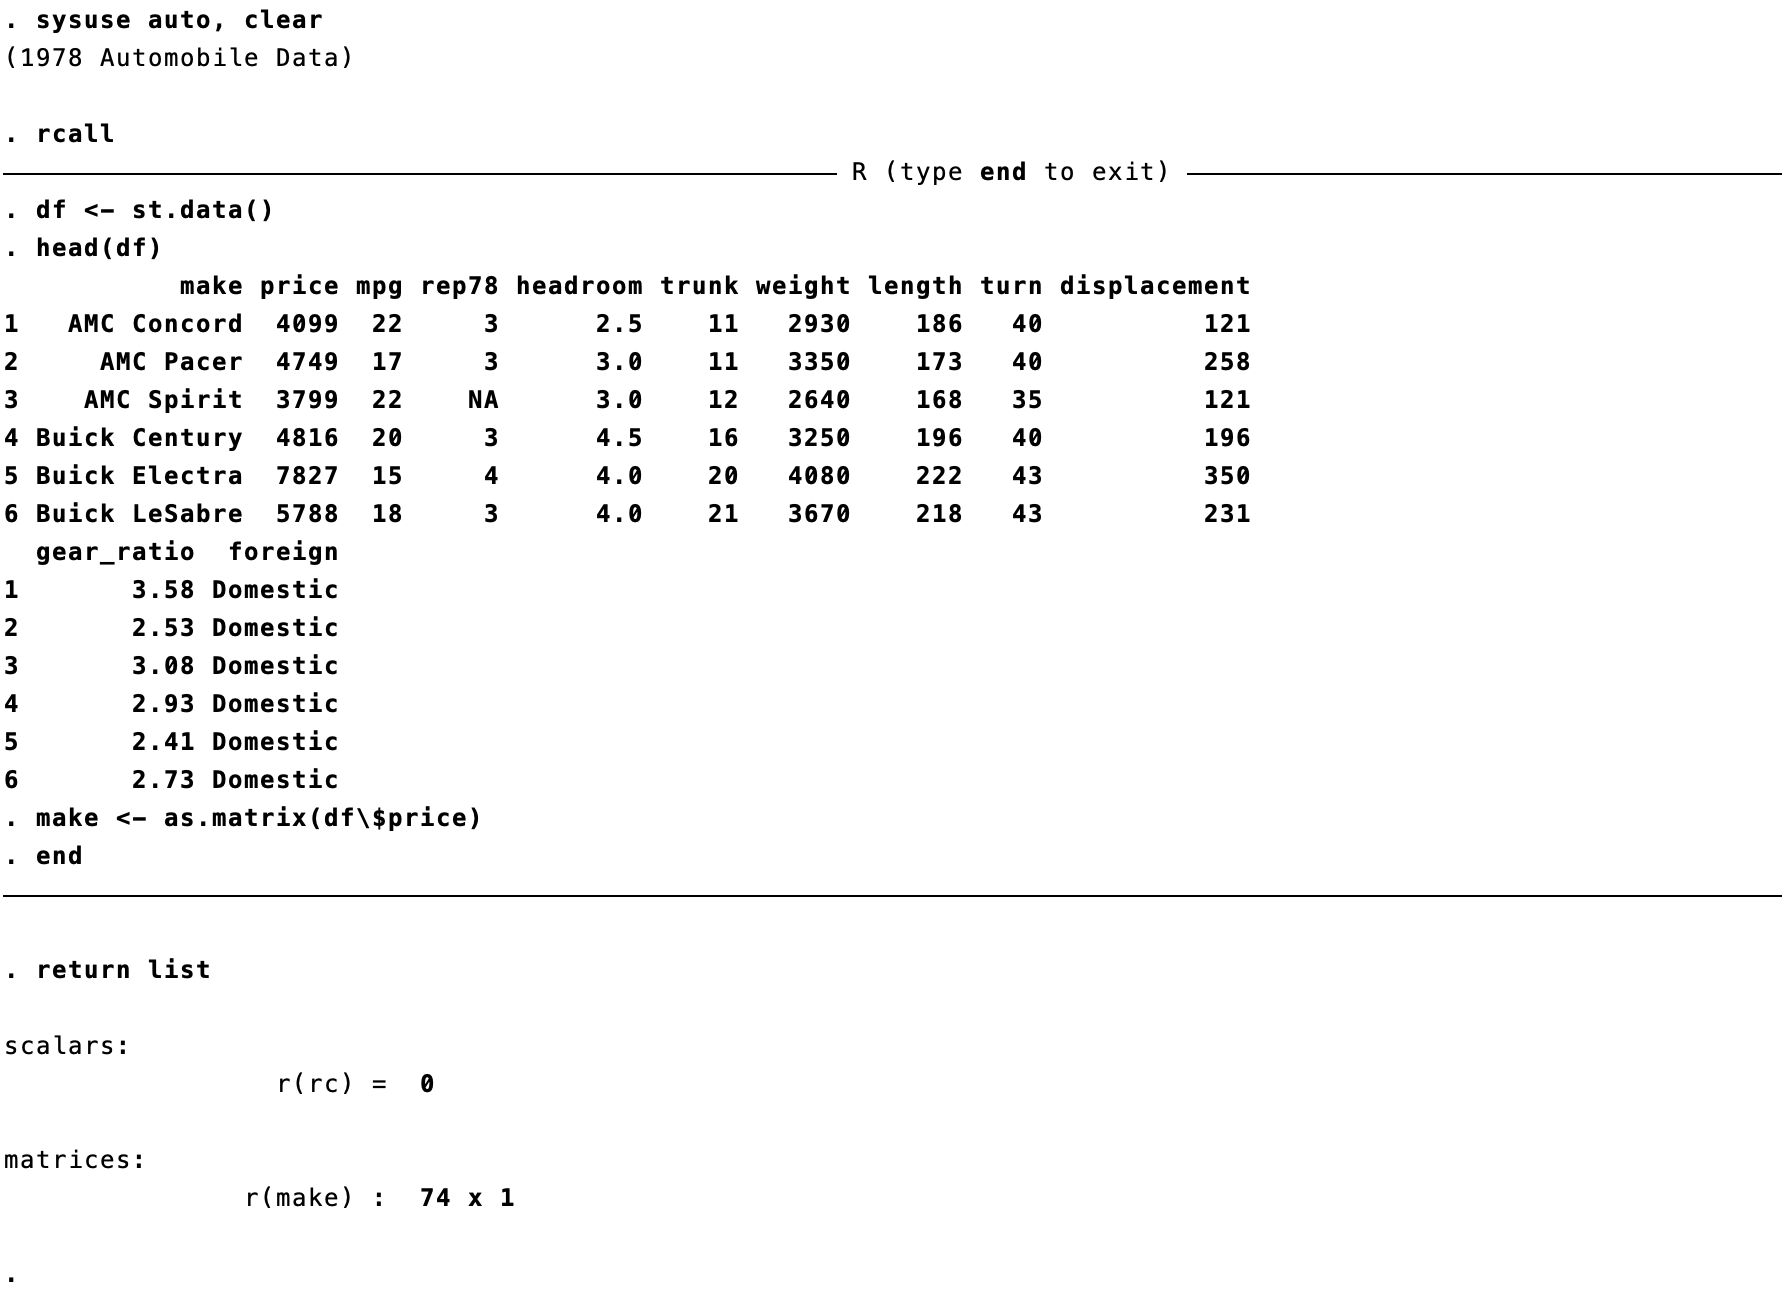 . sysuse auto, clear
(1978 Automobile Data)
. rcall
R (type end to exit)
. df <- st.data()
. head(df)
           make price mpg rep78 headroom trunk weight length turn displacement
1   AMC Concord  4099  22     3      2.5    11   2930    186   40          121
2     AMC Pacer  4749  17     3      3.0    11   3350    173   40          258
3    AMC Spirit  3799  22    NA      3.0    12   2640    168   35          121
4 Buick Century  4816  20     3      4.5    16   3250    196   40          196
5 Buick Electra  7827  15     4      4.0    20   4080    222   43          350
6 Buick LeSabre  5788  18     3      4.0    21   3670    218   43          231
  gear_ratio  foreign
1       3.58 Domestic
2       2.53 Domestic
3       3.08 Domestic
4       2.93 Domestic
5       2.41 Domestic
6       2.73 Domestic
. make <- as.matrix(df\$price)
. end
. return list
scalars:
                 r(rc) =  0
matrices:
               r(make) :  74 x 1
.